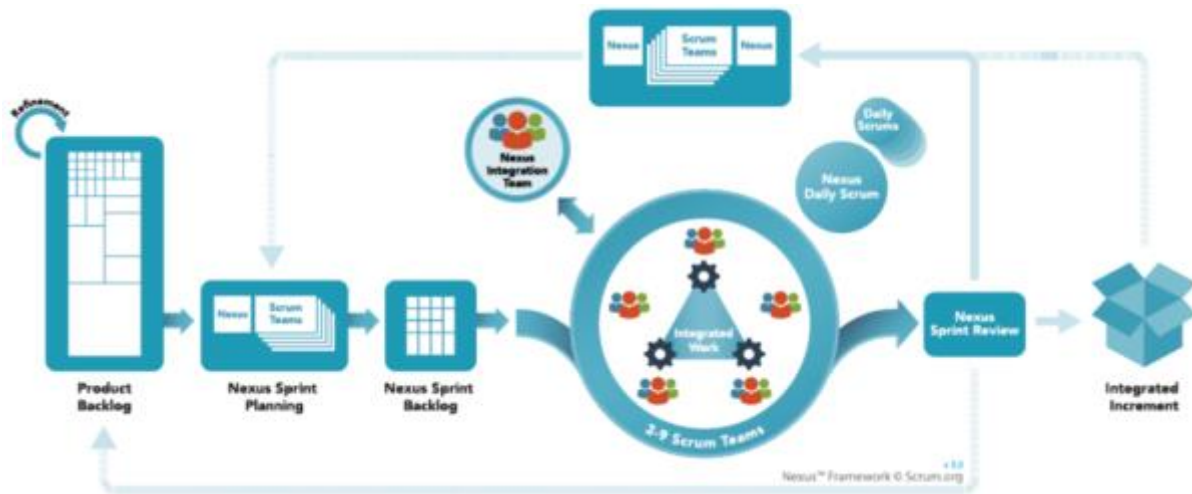 Nexus
Scrum
Teams
Nexus
Refinement
Daily
Scrums
Nexus
Integration
Team
Nexus
Daily Scrum
Nexus
Scrum
Teams
Integrated
Work
Nexus
Sprint Review
Product
Backlog
Nexus Sprint
Planning
Nexus Sprint
Backlog
Integrated
Increment
3-9 Scrum Teams
Nexus™ Framework © Scrum.org